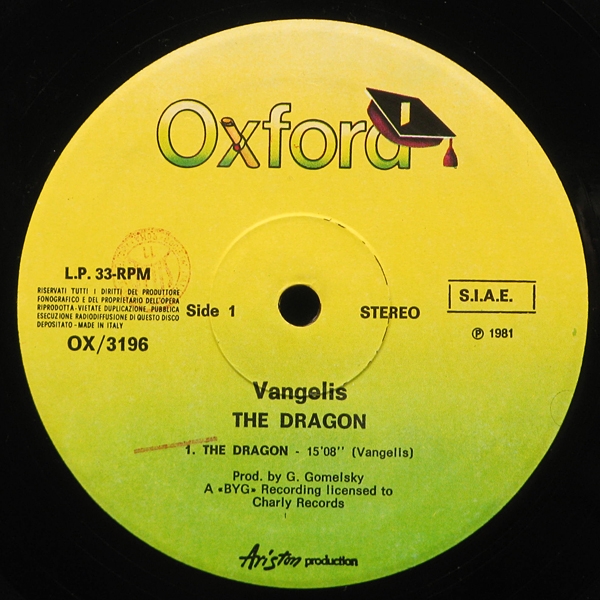 Oxford
L.P. 33-RPM
RISERVATI TUTTI I DIRITTI DEL PRODUTTORE
FONOGRAFICO E DEL PROPRIETARIO DELL'OPERA
RIPRODOTTA-VIETATE DUPLICAZIONE, PUBBLICA
ESECUZIONE RADIODIFFUSIONE DI QUESTO DISCO
DEPOSITATO - MADE IN ITALY
OX/3196
Side 1
STEREO
S.I.A.E.
℗ 1981
Vangelis
THE DRAGON
1. THE DRAGON - 15'08'' (Vangelis)
Prod. by G. Gomelsky
A «BYG» Recording licensed to
Charly Records
Ariston production